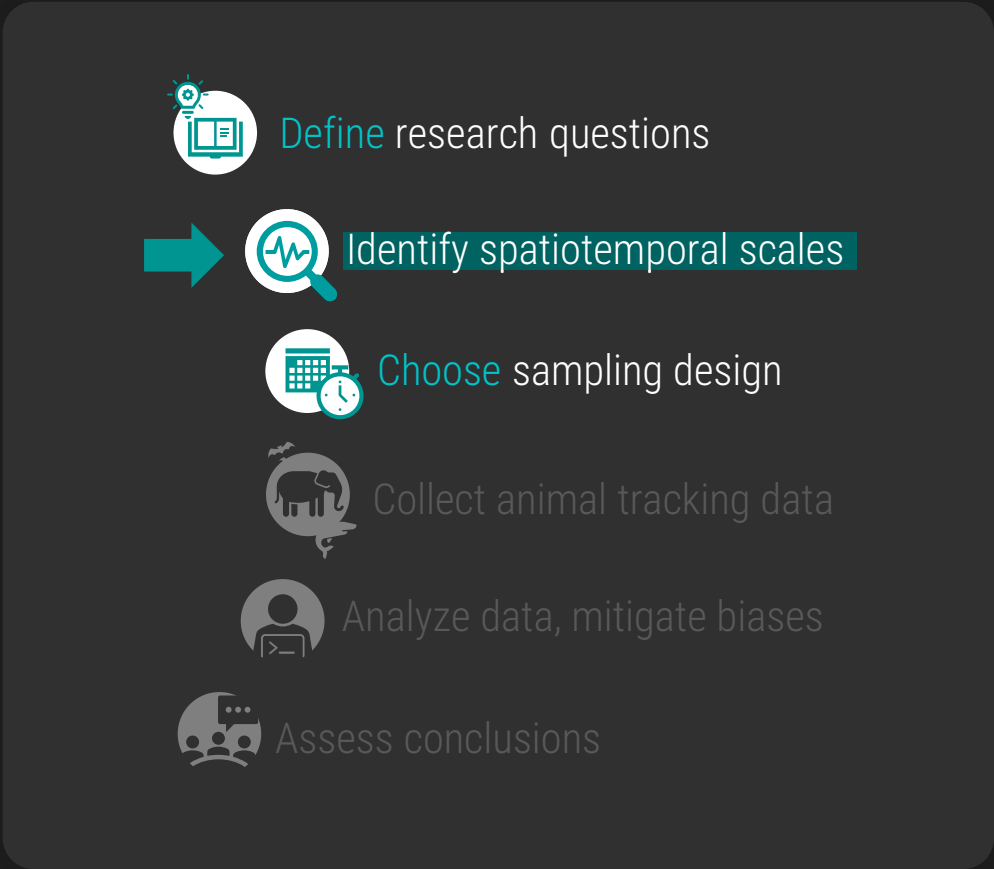 Define research questions
Identify spatiotemporal scales
Choose sampling design
Collect animal tracking data
Analyze data, mitigate biases
Assess conclusions